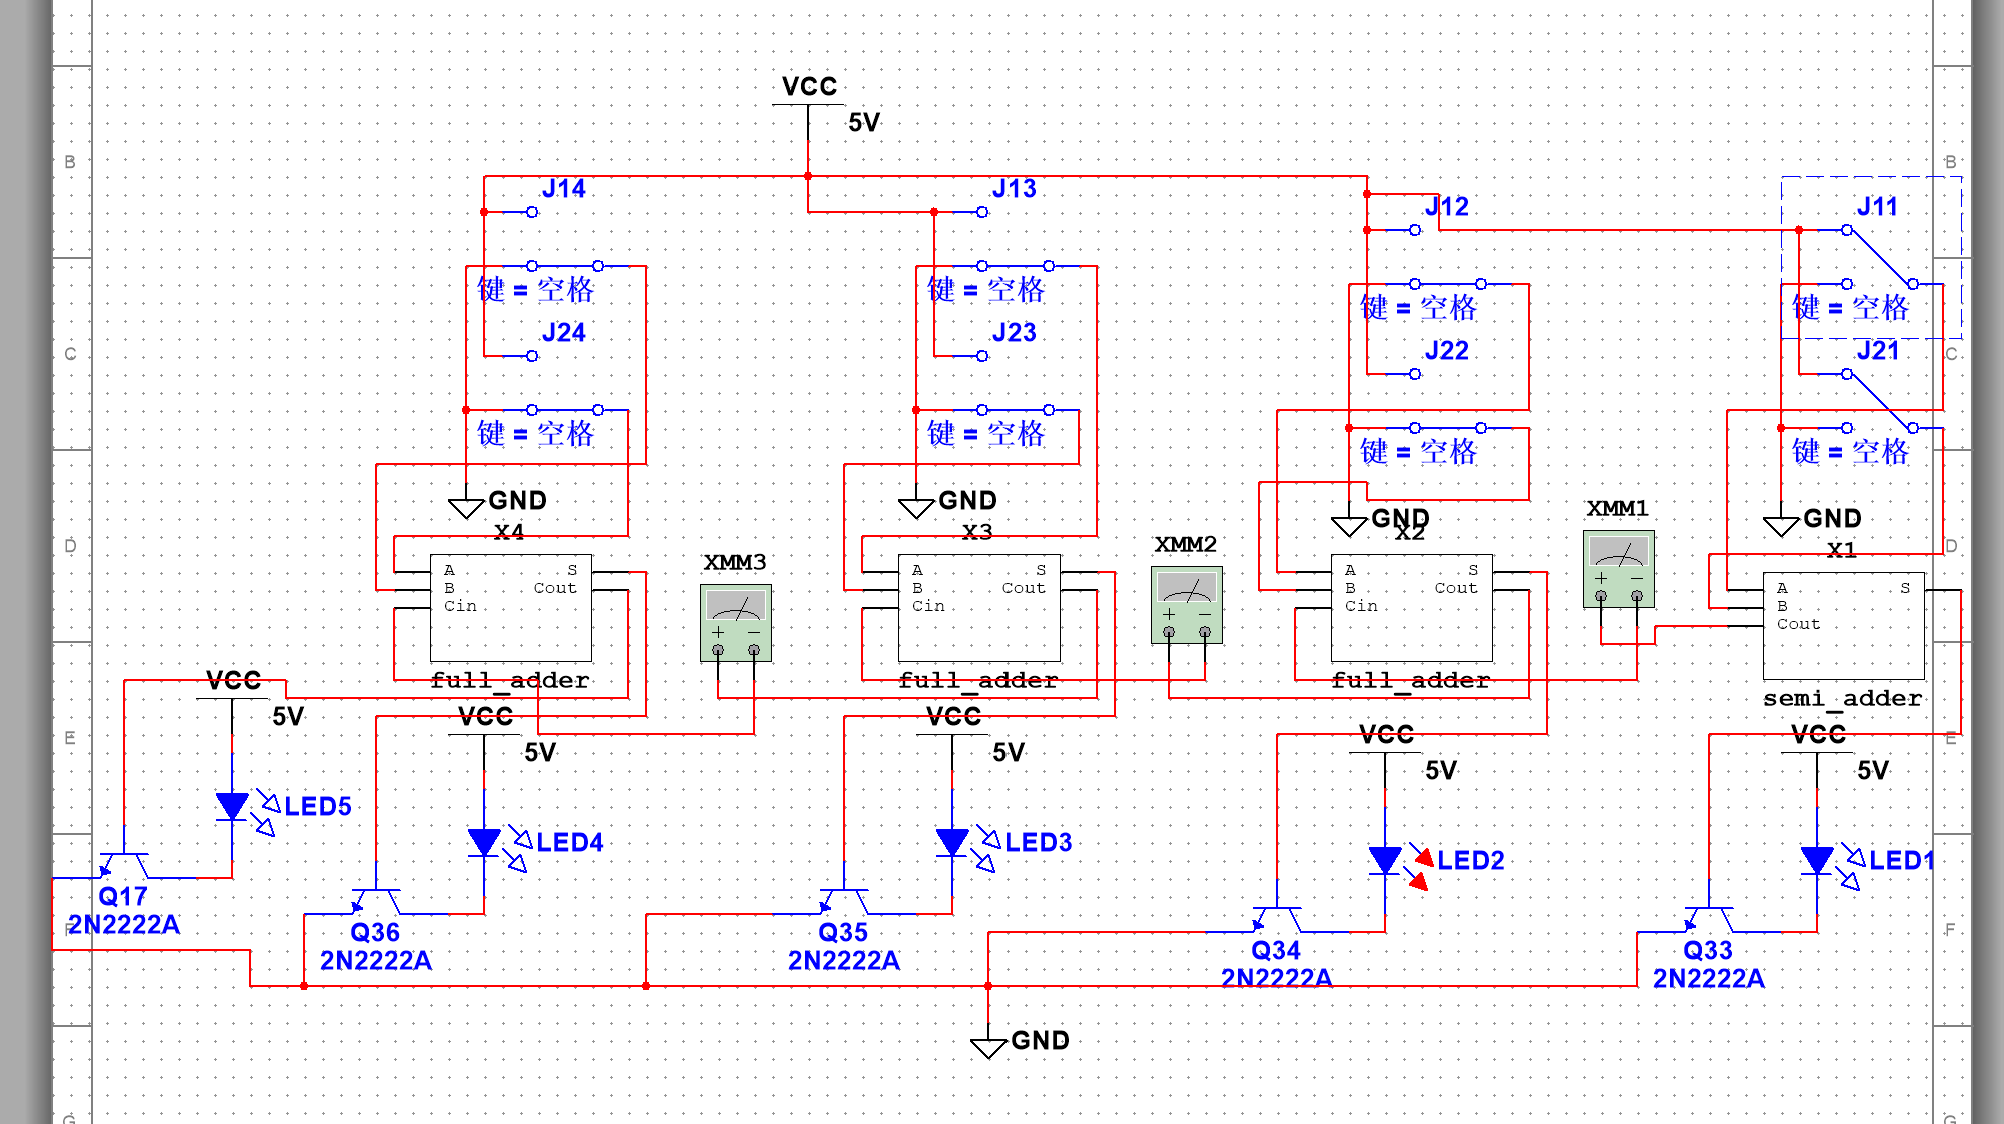 VCC
5V
B
B
J14
J13
J12
J11
键 = 空格
键 = 空格
键 = 空格
键 = 空格
J24
J23
J22
J21
C
C
键 = 空格
键 = 空格
键 = 空格
键 = 空格
GND
GND
GND
GND
XMM1
X4
X3
X2
X1
D
D
XMM3
XMM2
A
B
Cin
S
Cout
A
B
Cin
S
Cout
A
B
Cin
S
Cout
A
B
Cout
S
+ −
+ −
+ −
full_adder
full_adder
full_adder
semi_adder
VCC
5V
VCC
5V
VCC
5V
VCC
5V
VCC
5V
E
E
LED5
LED4
LED3
LED2
LED1
Q17
2N2222A
Q36
2N2222A
Q35
2N2222A
Q34
2N2222A
Q33
2N2222A
F
F
GND
G
G